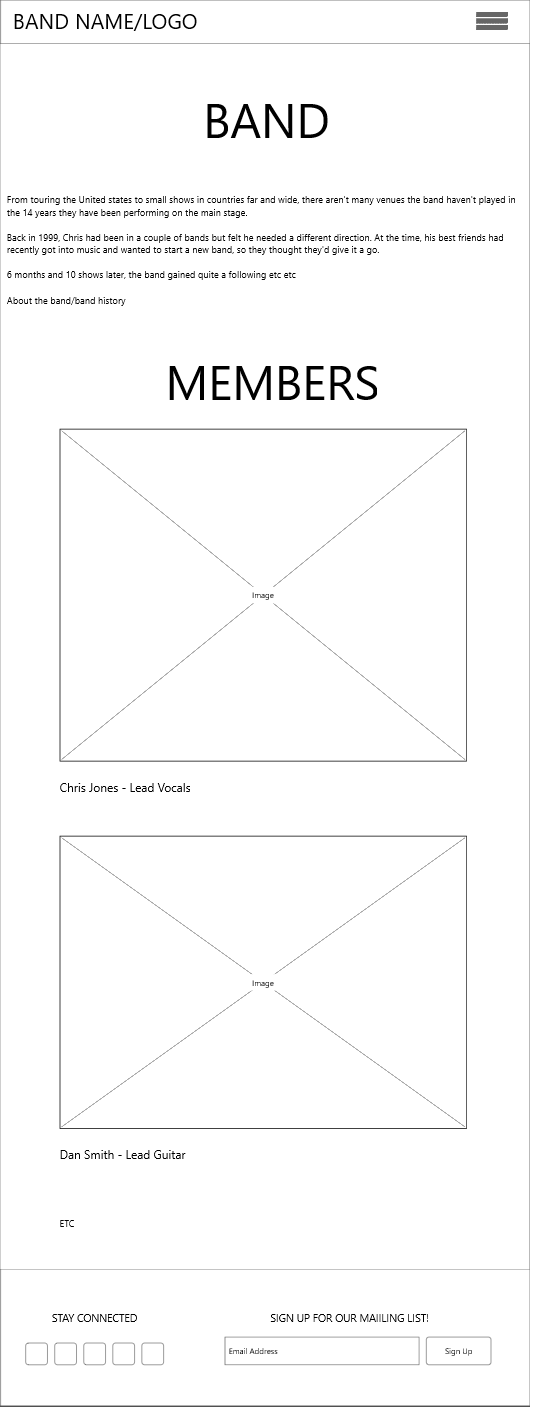 BAND NAME/LOGO
BAND
From touring the United states to small shows in countries far and wide, there aren't many venues the band haven't played in
the 14 years they have been performing on the main stage.
Back in 1999, Chris had been in a couple of bands but felt he needed a different direction. At the time, his best friends had
recently got into music and wanted to start a new band, so they thought they'd give it a go.
6 months and 10 shows later, the band gained quite a following etc etc
About the band/band history
MEMBERS
Image
Chris Jones - Lead Vocals
Image
Dan Smith - Lead Guitar
ETC
STAY CONNECTED
SIGN UP FOR OUR MAIILING LIST!
Email Address
Sign Up